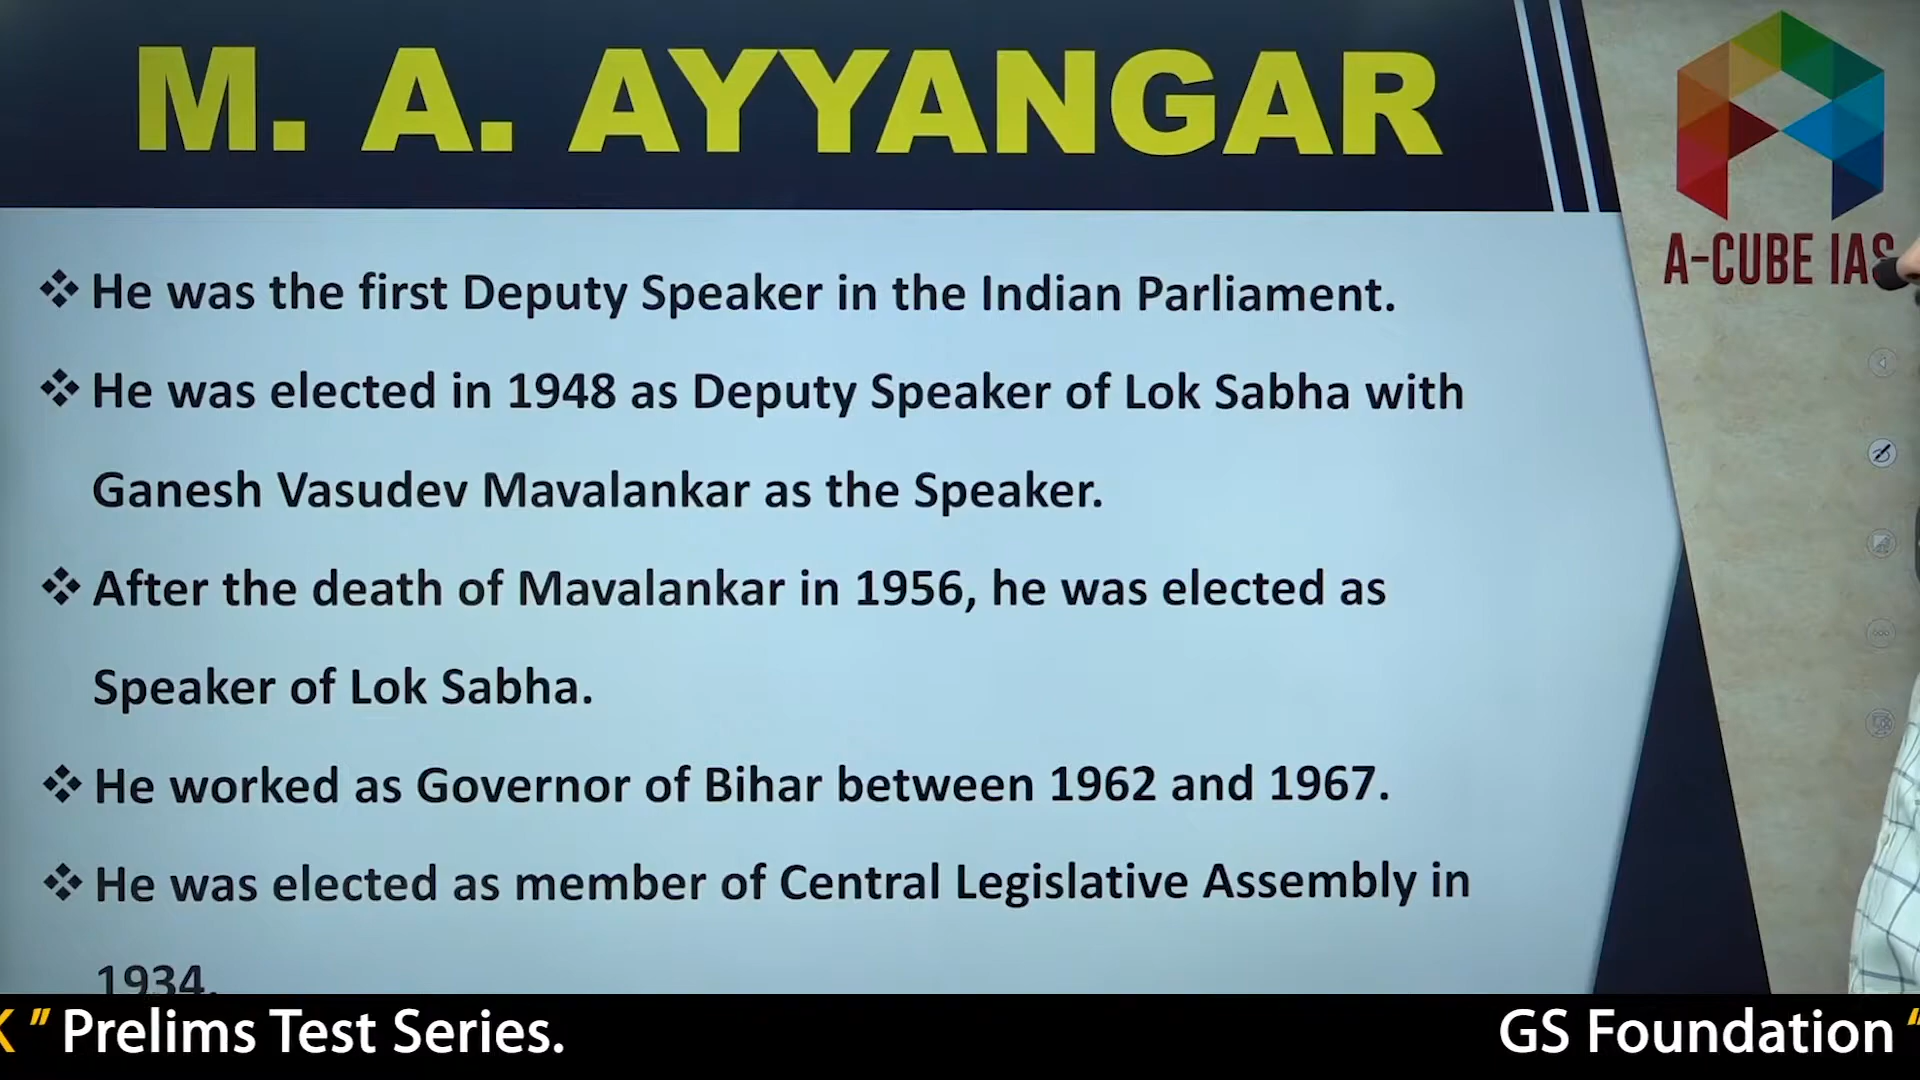 M. A. AYYANGAR
A-CUBE IAS
❖ He was the first Deputy Speaker in the Indian Parliament.
❖ He was elected in 1948 as Deputy Speaker of Lok Sabha with
Ganesh Vasudev Mavalankar as the Speaker.
❖ After the death of Mavalankar in 1956, he was elected as
Speaker of Lok Sabha.
❖ He worked as Governor of Bihar between 1962 and 1967.
❖ He was elected as member of Central Legislative Assembly in
1934.
" Prelims Test Series.
GS Foundation "